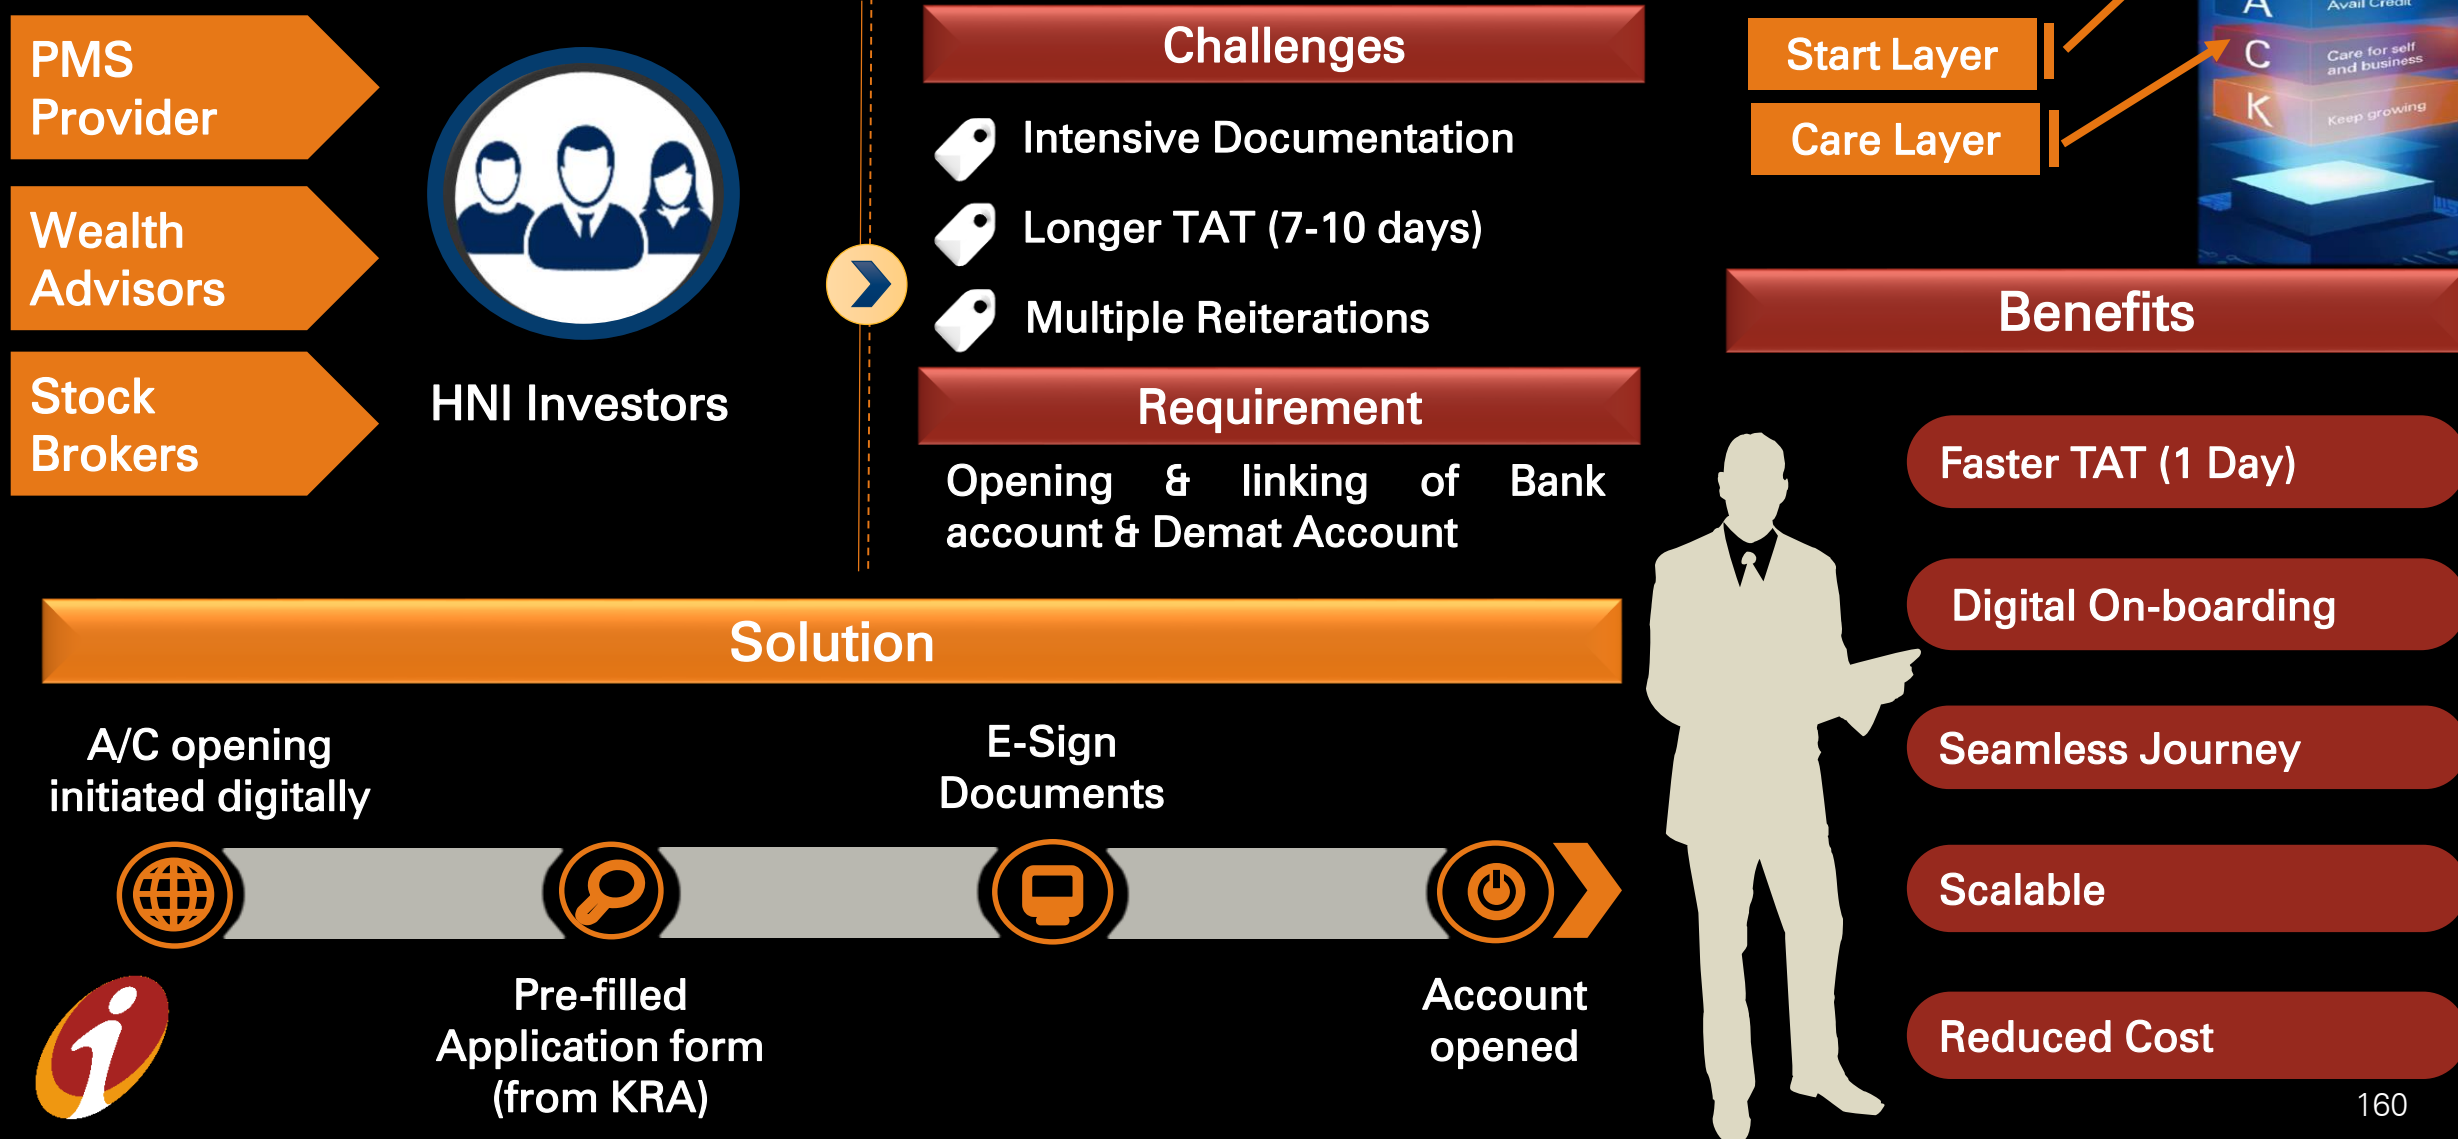 PMS
Provider
Wealth
Advisors
Stock
Brokers
HNI Investors
Challenges
Intensive Documentation
Longer TAT (7-10 days)
Multiple Reiterations
Requirement
Opening & linking of Bank
account & Demat Account
Start Layer
Care Layer
A
Avail Credit
C
Care for self
and business
K
Keep growing
Benefits
Faster TAT (1 Day)
Digital On-boarding
Seamless Journey
Scalable
Reduced Cost
Solution
A/C opening
initiated digitally
Pre-filled
Application form
(from KRA)
E-Sign
Documents
Account
opened
160